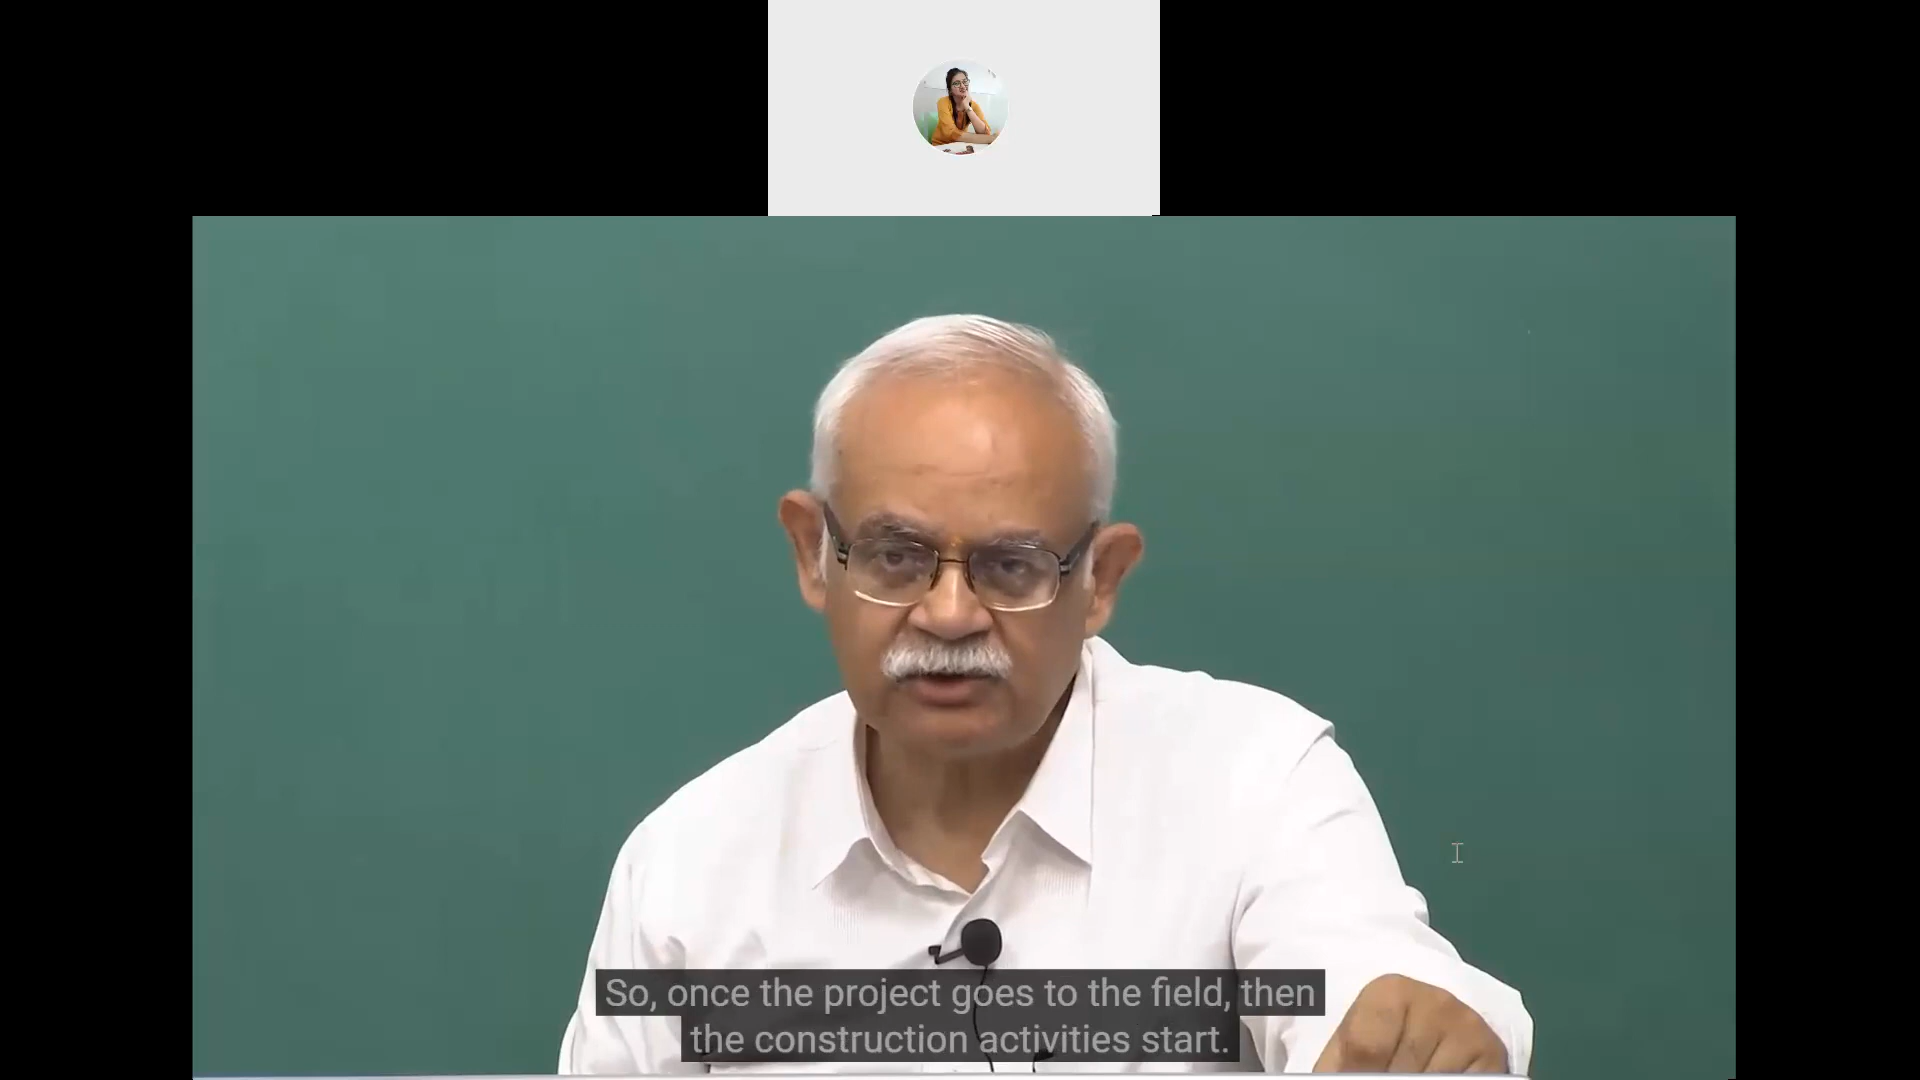 So, once the project goes to the field, then
the construction activities start.